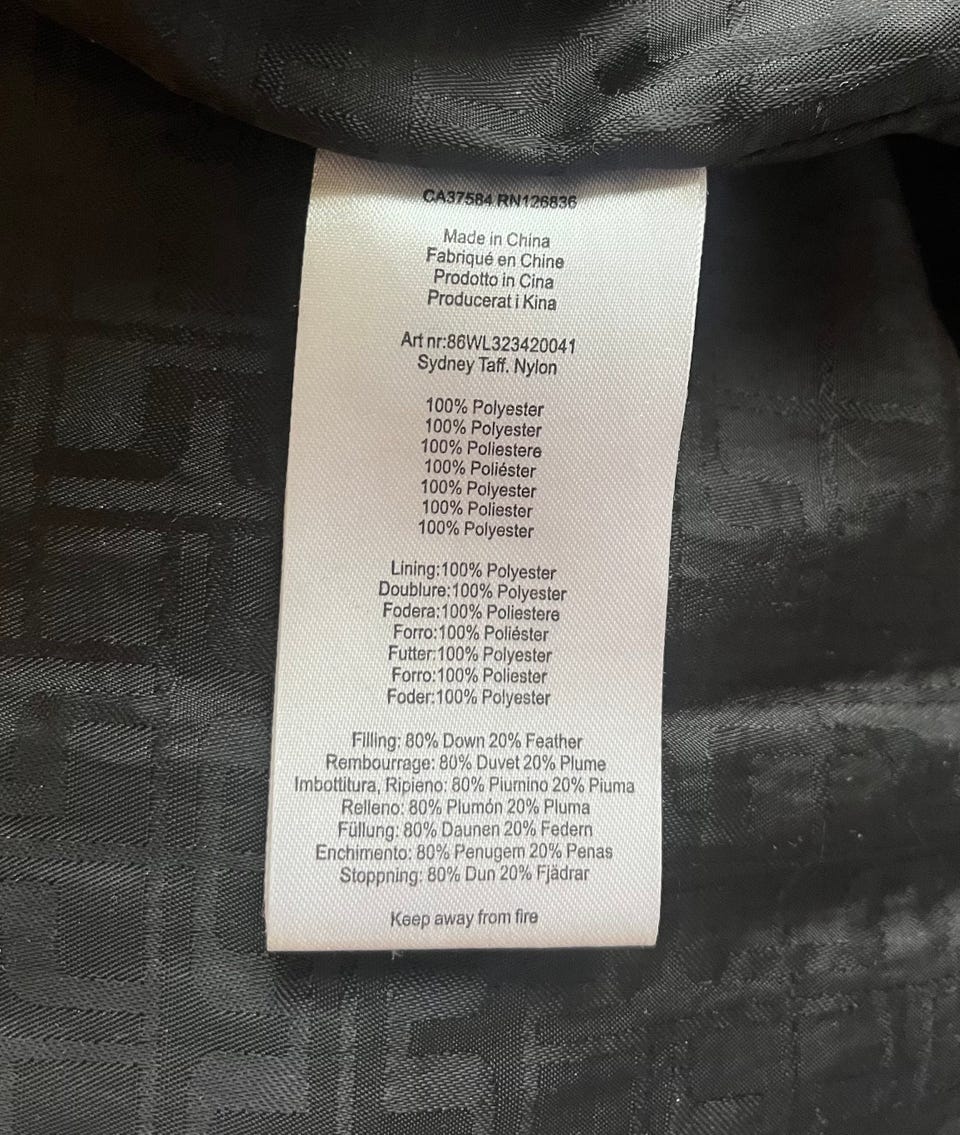 CA37584 RN126836
Made in China
Fabriqué en Chine
Prodotto in Cina
Producerat i Kina
Art nr:86WL323420041
Sydney Taff. Nylon
100% Polyester
100% Polyester
100% Poliestere
100% Poliéster
100% Polyester
100% Poliester
100% Polyester
Lining:100% Polyester
Doublure:100% Polyester
Fodera:100% Poliestere
Forro:100% Poliéster
Futter:100% Polyester
Forro:100% Poliester
Foder:100% Polyester
Filling: 80% Down 20% Feather
Rembourrage: 80% Duvet 20% Plume
Imbottitura, Ripieno: 80% Piumino 20% Piuma
Relleno: 80% Plumón 20% Pluma
Füllung: 80% Daunen 20% Federn
Enchimento: 80% Penugem 20% Penas
Stoppning: 80% Dun 20% Fjädrar
Keep away from fire